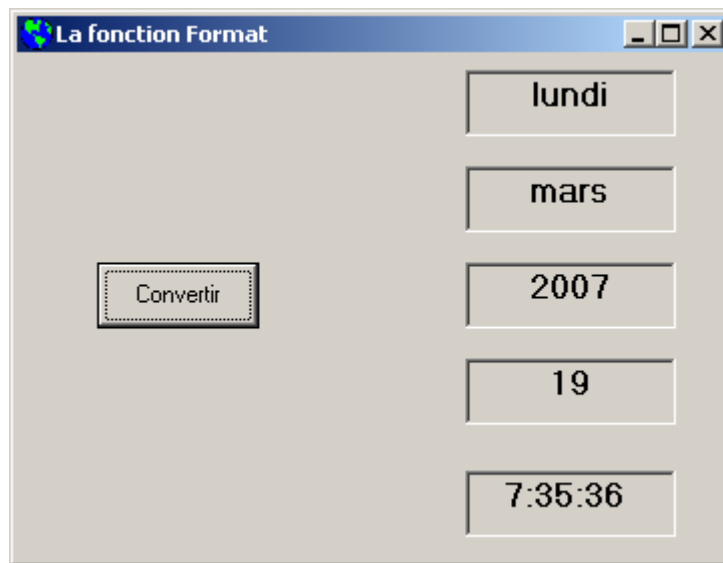 La fonction Format
lundi
mars
Convertir
2007
19
7:35:36